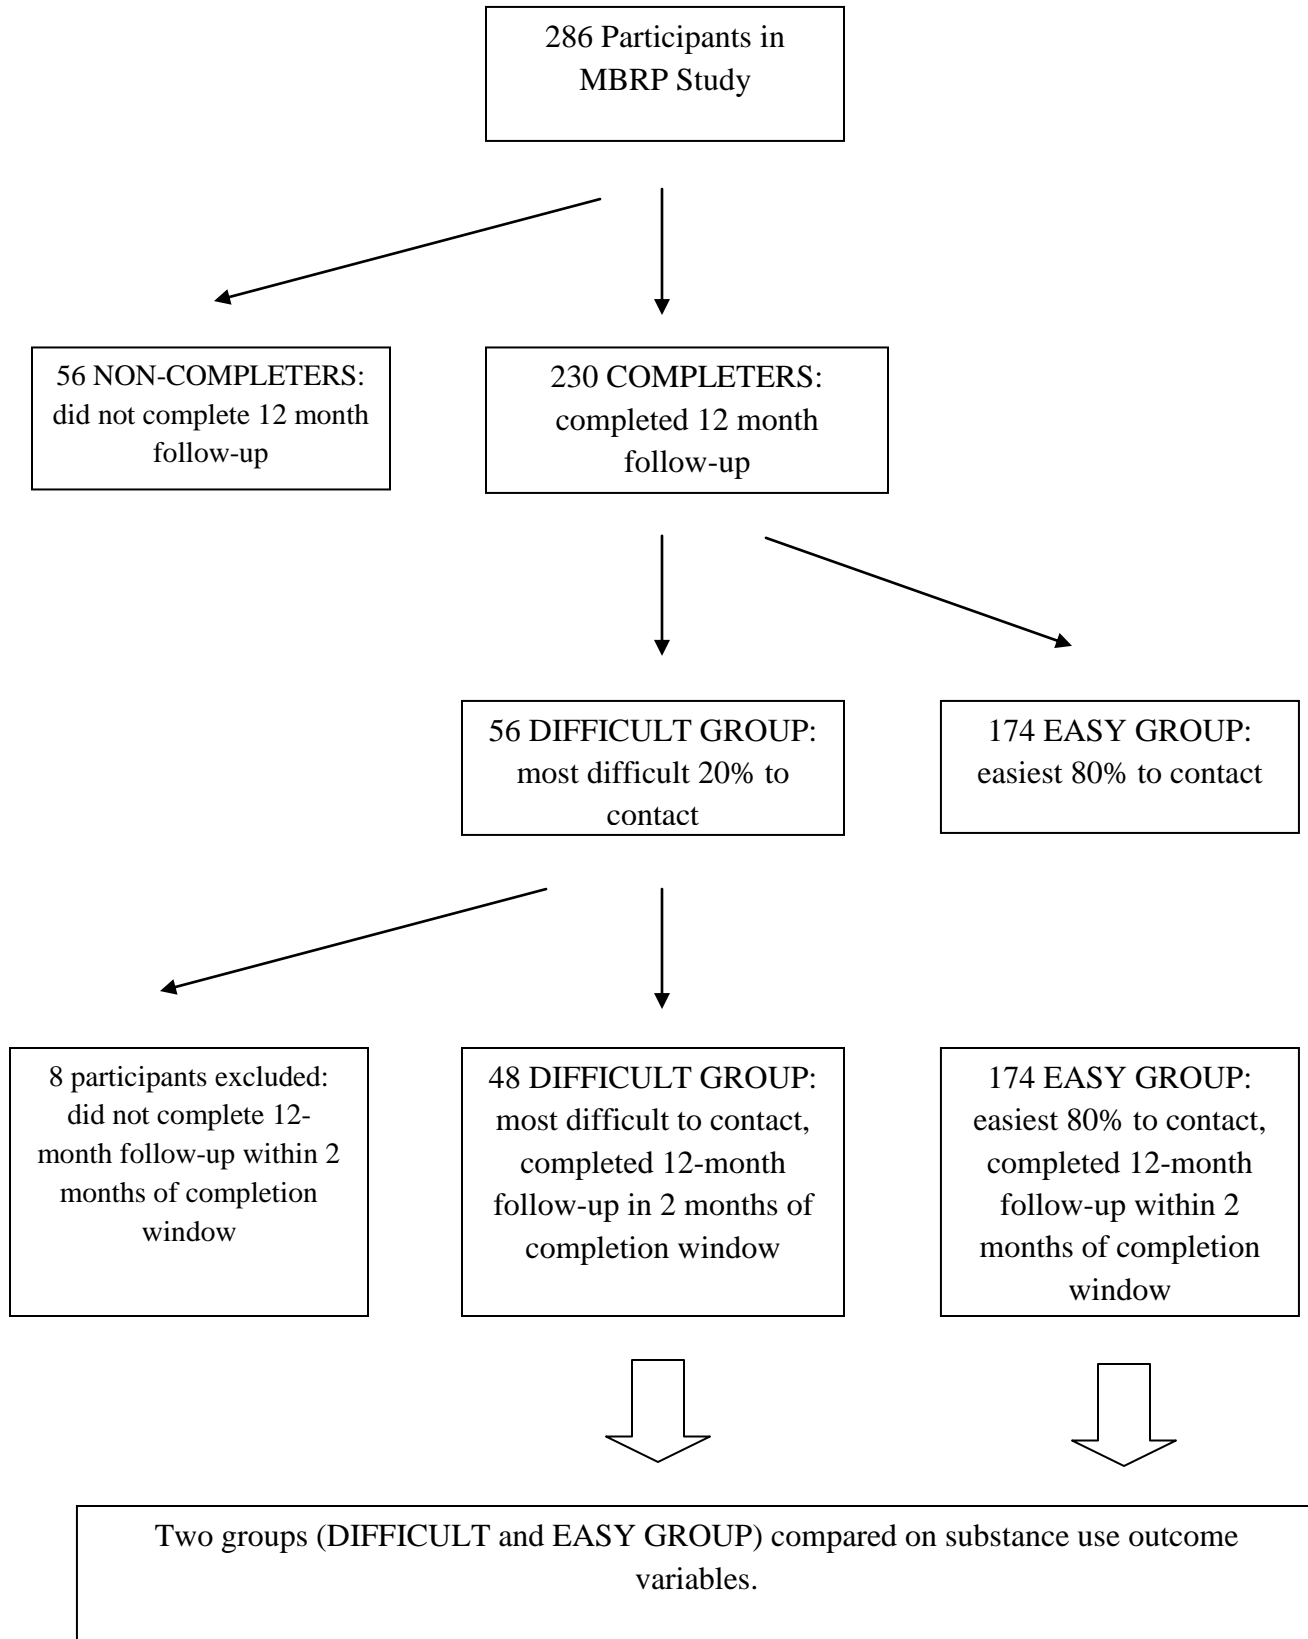 286 Participants in
MBRP Study
56 NON-COMPLETERS:
did not complete 12 month
follow-up
230 COMPLETERS:
completed 12 month
follow-up
56 DIFFICULT GROUP:
most difficult 20% to
contact
174 EASY GROUP:
easiest 80% to contact
8 participants excluded:
did not complete 12-
month follow-up within 2
months of completion
window
48 DIFFICULT GROUP:
most difficult to contact,
completed 12-month
follow-up in 2 months of
completion window
174 EASY GROUP:
easiest 80% to contact,
completed 12-month
follow-up within 2
months of completion
window
Two groups (DIFFICULT and EASY GROUP) compared on substance use outcome
variables.